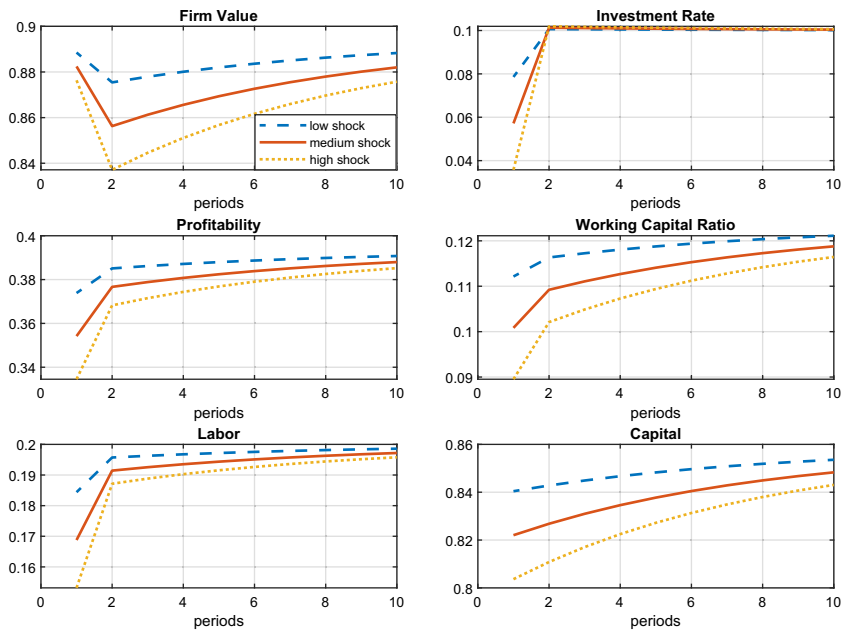 Firm Value
0.9
0.88
0.86
0.84
low shock
medium shock
high shock
0 2 4 6 8 10
periods
Investment Rate
0.1
0.08
0.06
0.04
0 2 4 6 8 10
periods
Profitability
0.4
0.38
0.36
0.34
0 2 4 6 8 10
periods
Working Capital Ratio
0.12
0.11
0.1
0.09
0 2 4 6 8 10
periods
Labor
0.2
0.19
0.18
0.17
0.16
0 2 4 6 8 10
periods
Capital
0.86
0.84
0.82
0.8
0 2 4 6 8 10
periods